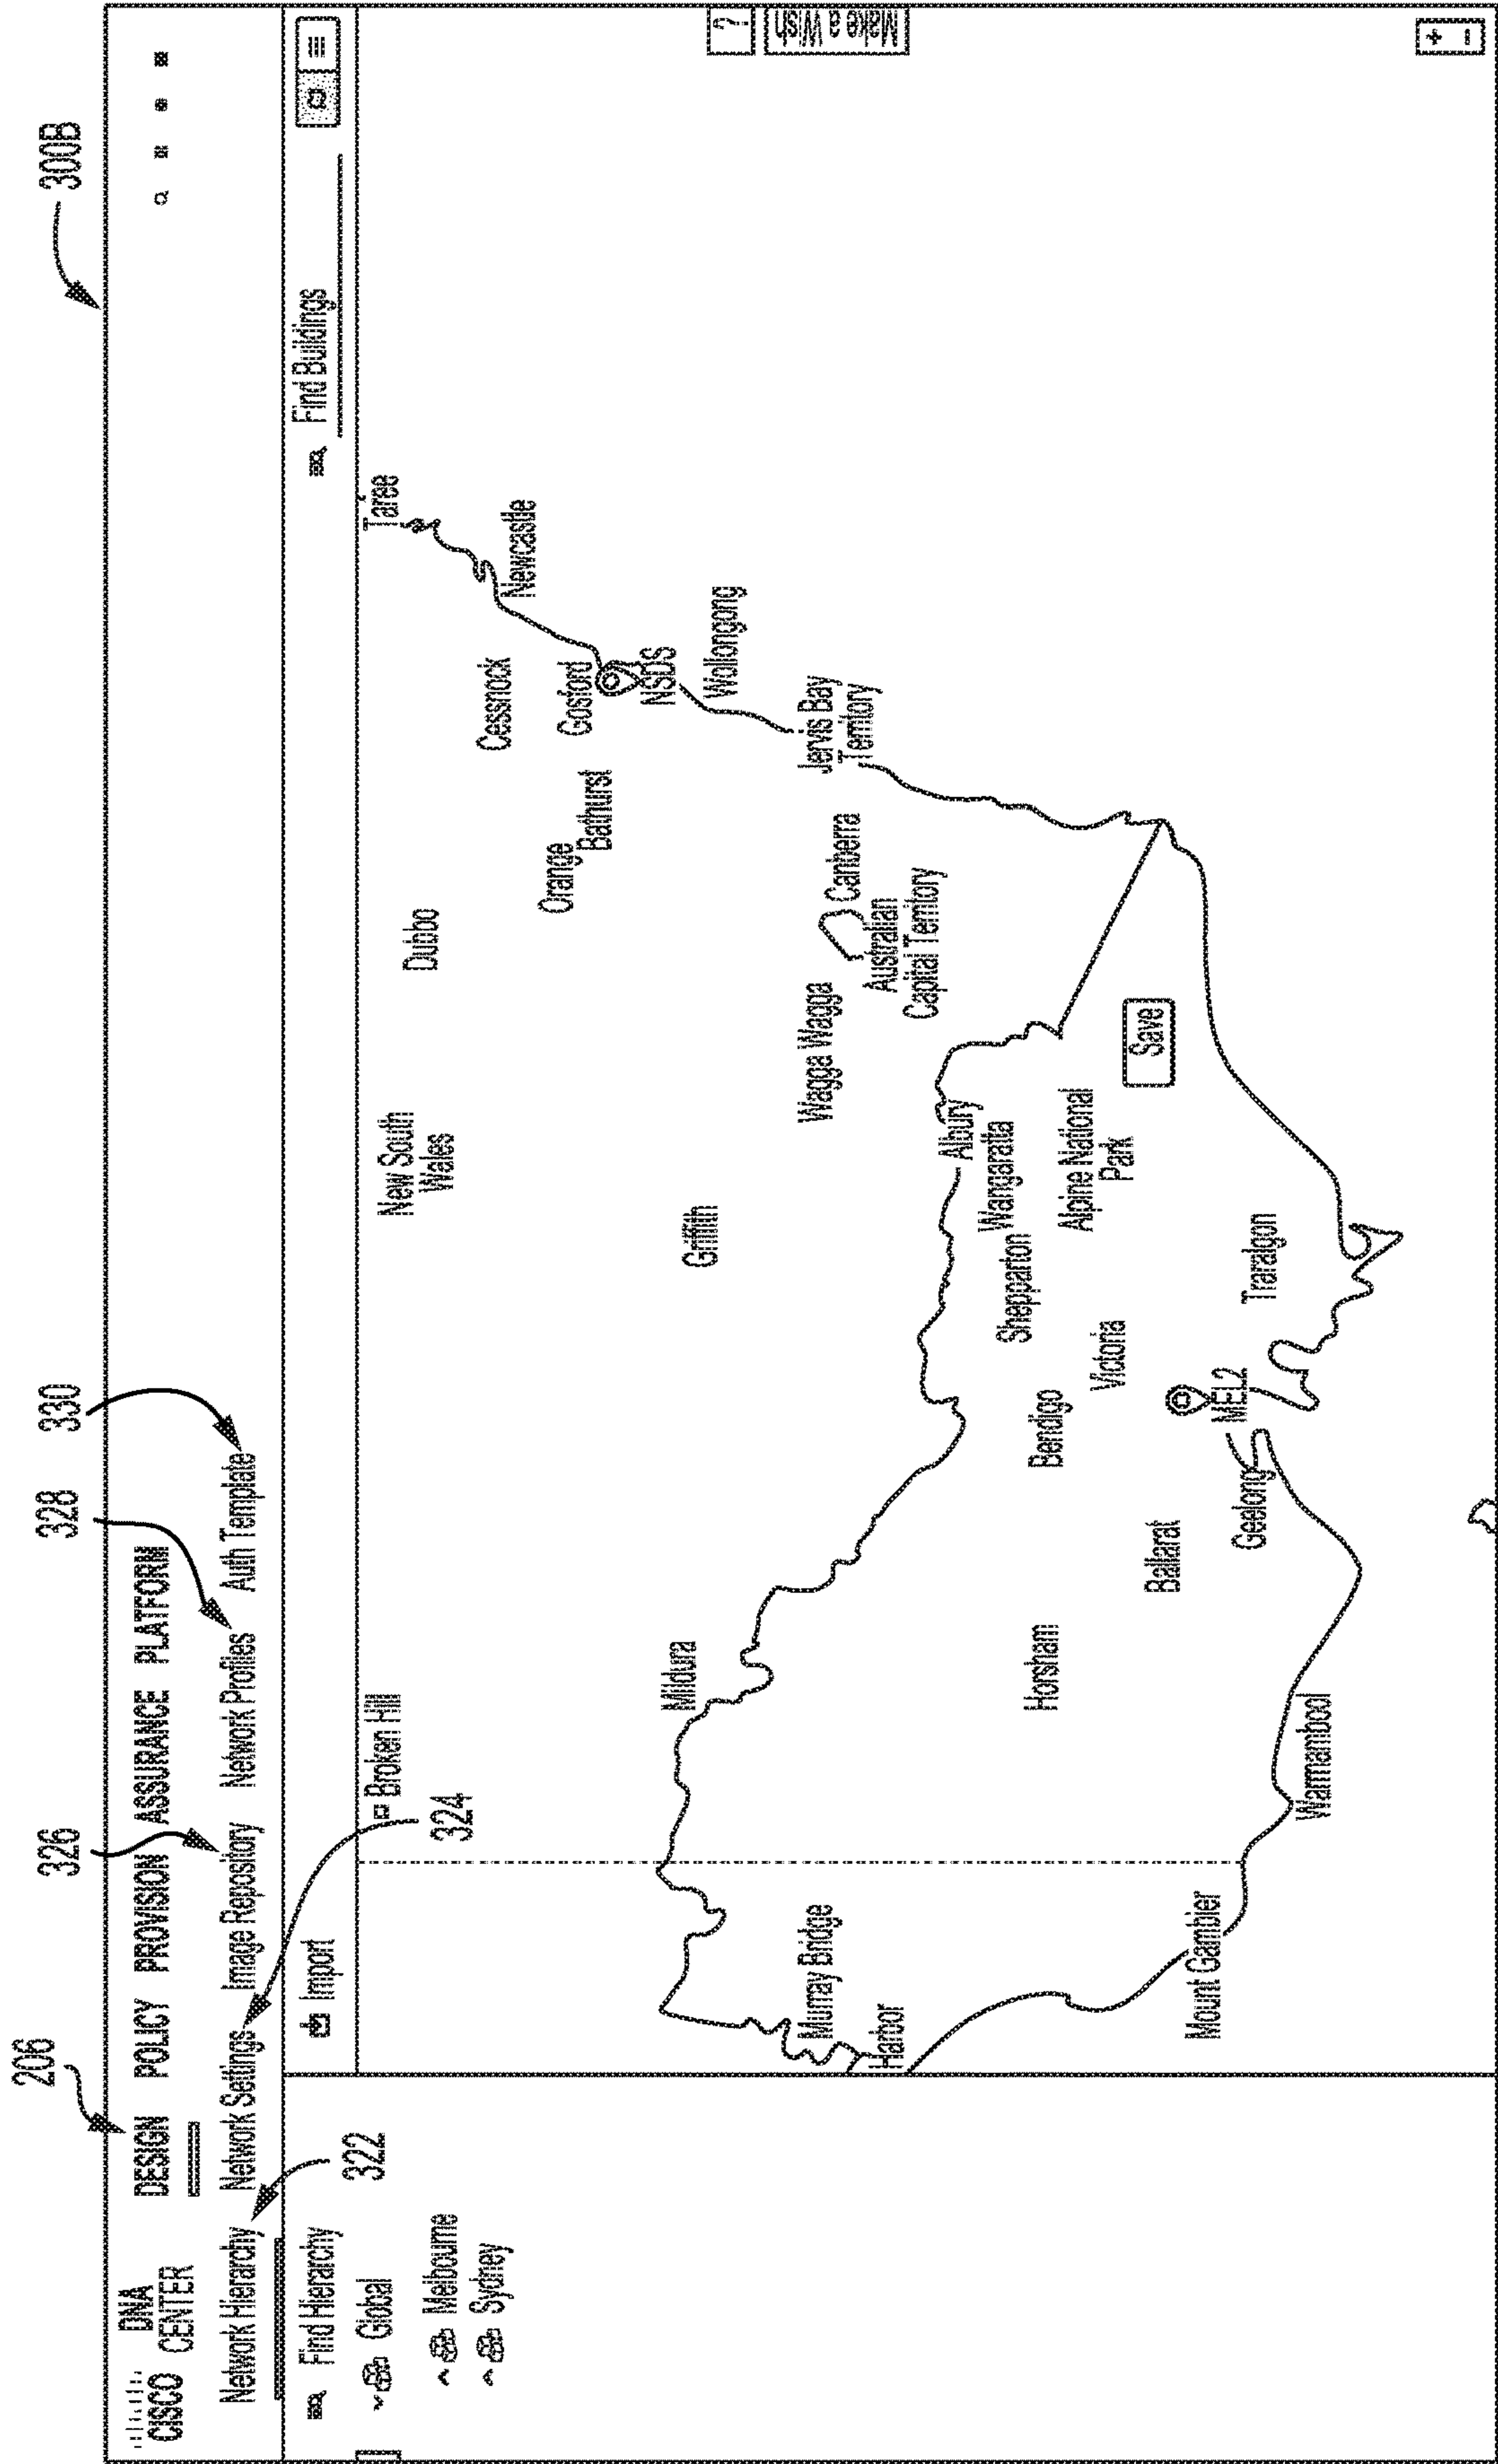 300B
206
326
328
330
CISCO DNA CENTER
DESIGN POLICY PROVISION ASSURANCE PLATFORM
Network Hierarchy Network Settings Image Repository Network Profiles Auth Template
322
324
Find Hierarchy
Import
Find Buildings
Global
Melbourne
Sydney
Broken Hill
New South
Wales
Dubbo
Taree
Cessnock
Newcastle
Orange
Bathurst
Gosford
NSDS
Mildura
Griffith
Wollongong
Murray Bridge
Wagga Wagga
Canberra
Jervis Bay
Territory
Australian
Capital Territory
Harbor
Albury
Wangaratta
Shepparton
Horsham
Bendigo
Alpine National
Park
Victoria
Save
Ballarat
Mount Gambier
MEL2
Geelong
Traralgon
Warrnambool
?
Make a Wish
+
-